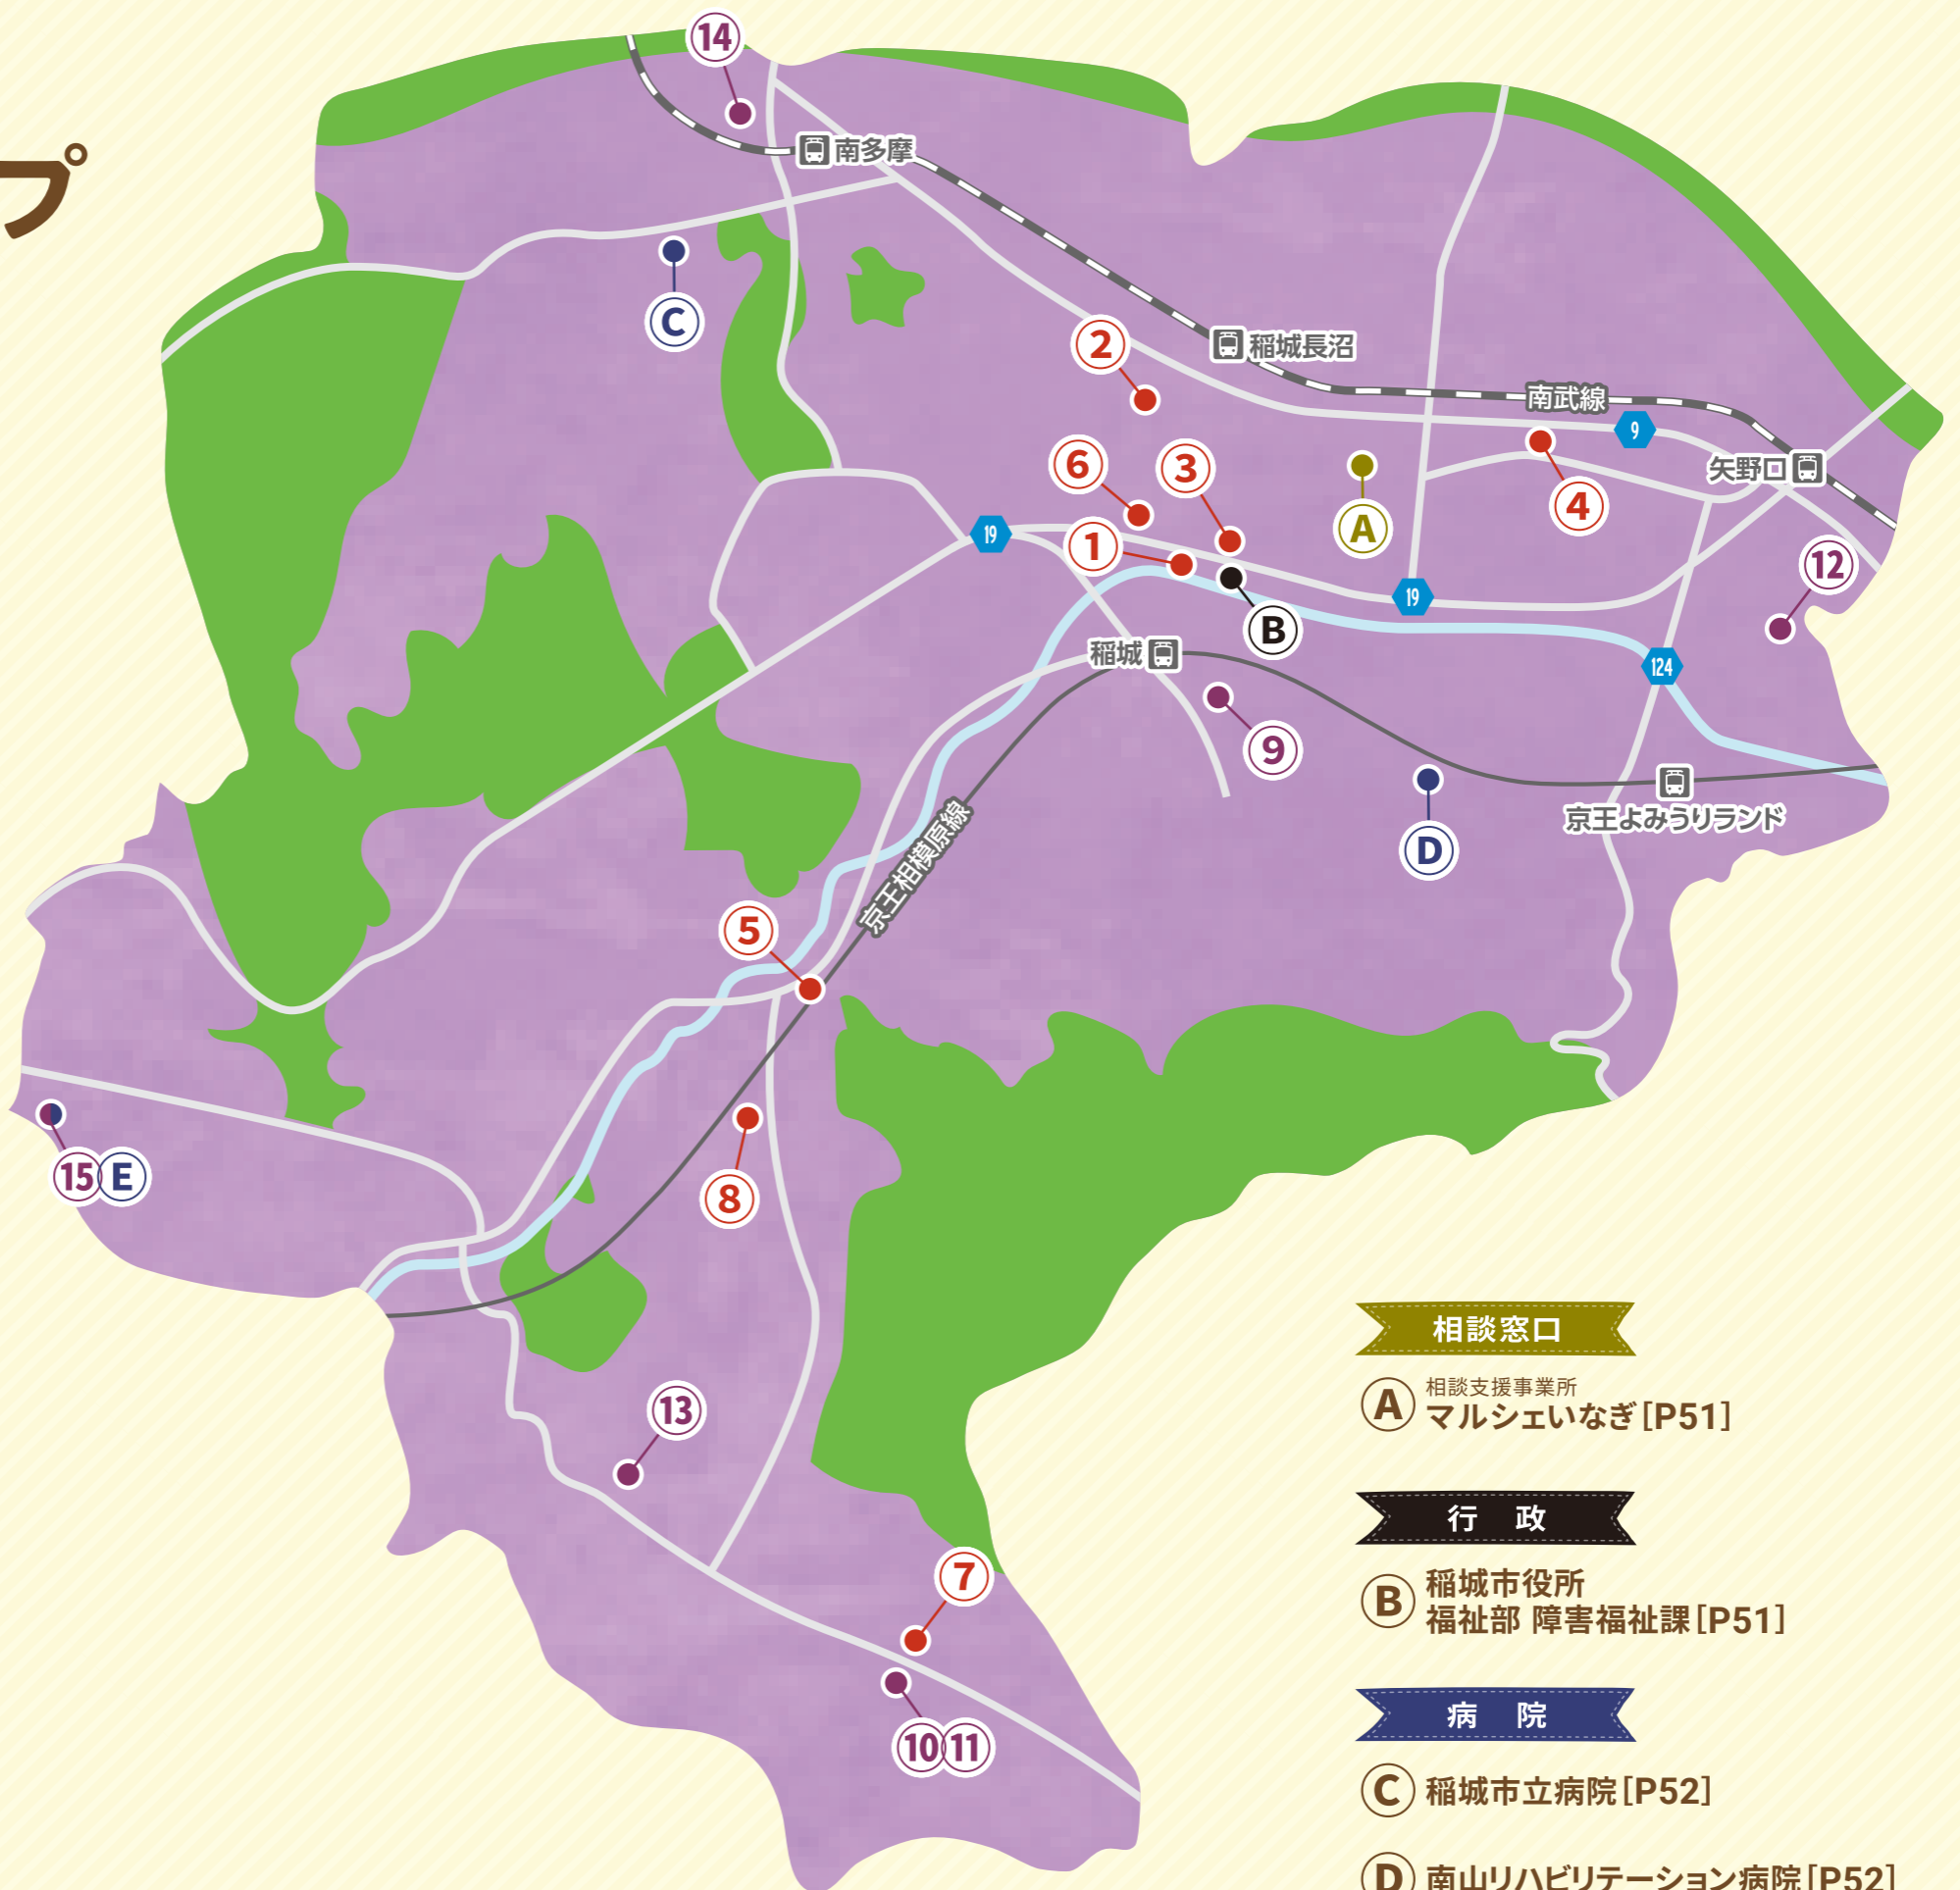 プ
14
南多摩
C
2
稲城長沼
南武線
9
6
3
A
4
矢野口
19
1
19
12
B
稲城
124
9
京王よみうりランド
D
京王相模原線
5
15 E
8
13
7
10 11
相談窓口
A 相談支援事業所
マルシェいなぎ[P51]
行 政
B 稲城市役所
福祉部 障害福祉課[P51]
病 院
C 稲城市立病院[P52]
D 南山リハビリテーション病院[P52]